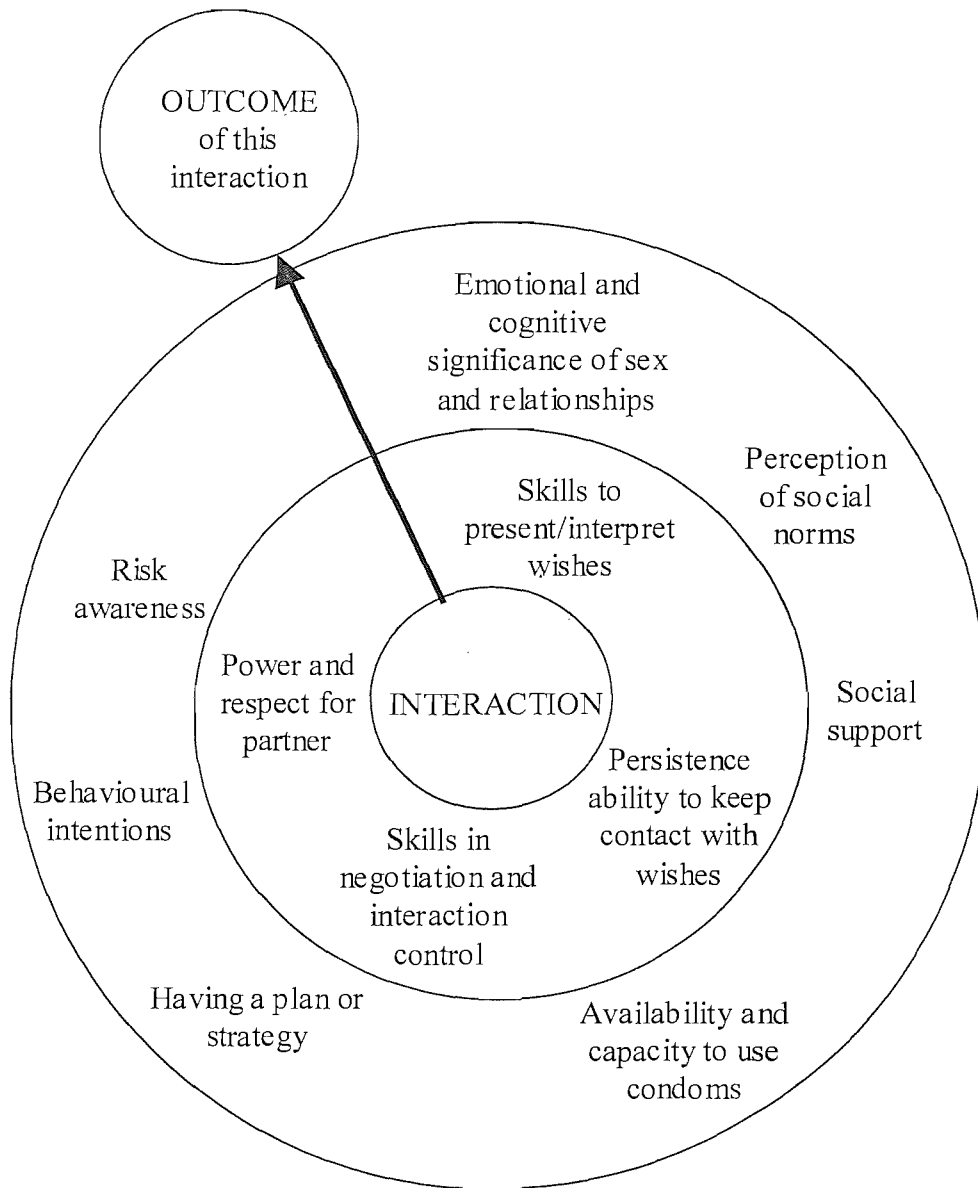 OUTCOME
of this
interaction
Emotional and
cognitive
significance of sex
and relationships
Perception
of social
norms
Skills to
present/interpret
wishes
Risk
awareness
Power and
respect for
partner
INTERACTION
Social
support
Persistence
ability to keep
contact with
wishes
Behavioural
intentions
Skills in
negotiation and
interaction
control
Having a plan or
strategy
Availability and
capacity to use
condoms